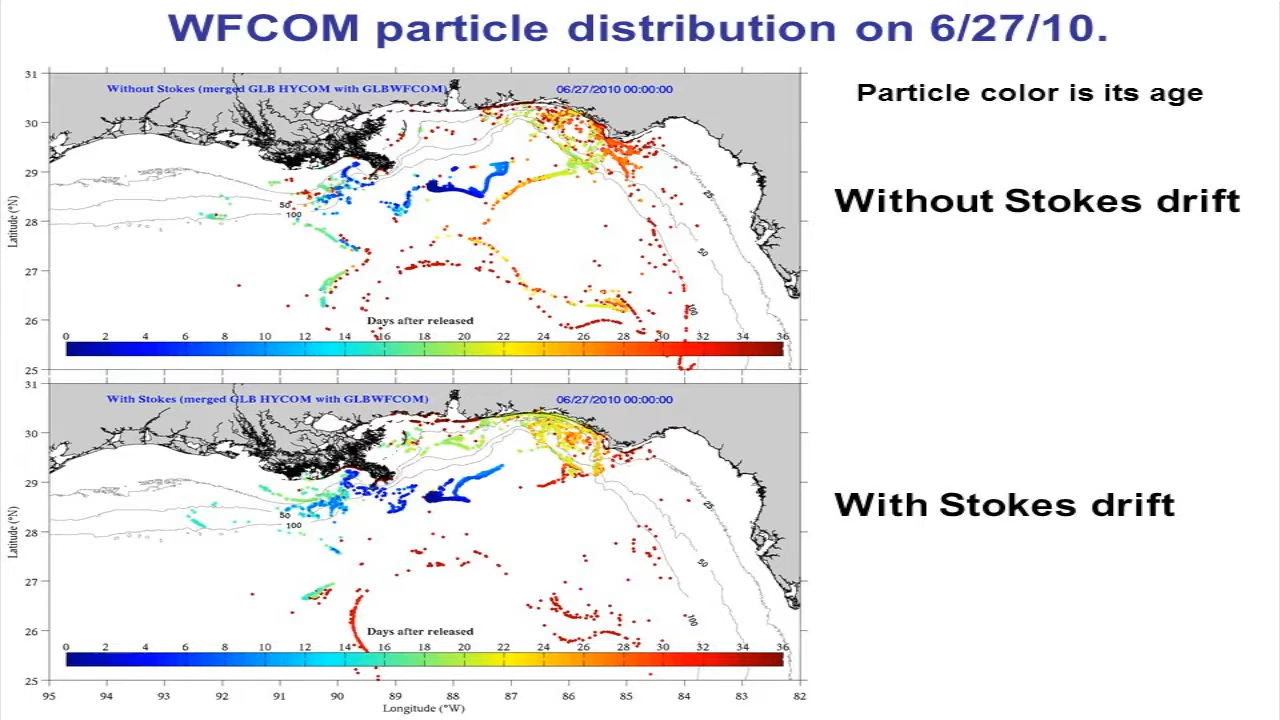 WFCOM particle distribution on 6/27/10.
Particle color is its age
Without Stokes (merged GLB HYCOM with GLBWFCOM)
06/27/2010 00:00:00
31
30
29
28
27
26
25
Latitude (°N)
50
100
25
50
100
Days after released
0 2 4 6 8 10 12 14 16 18 20 22 24 26 28 30 32 34 36
Without Stokes drift
With Stokes (merged GLB HYCOM with GLBWFCOM)
06/27/2010 00:00:00
31
30
29
28
27
26
25
Latitude (°N)
50
100
25
50
100
Days after released
0 2 4 6 8 10 12 14 16 18 20 22 24 26 28 30 32 34 36
95 94 93 92 91 90 89 88 87 86 85 84 83 82
Longitude (°W)
With Stokes drift